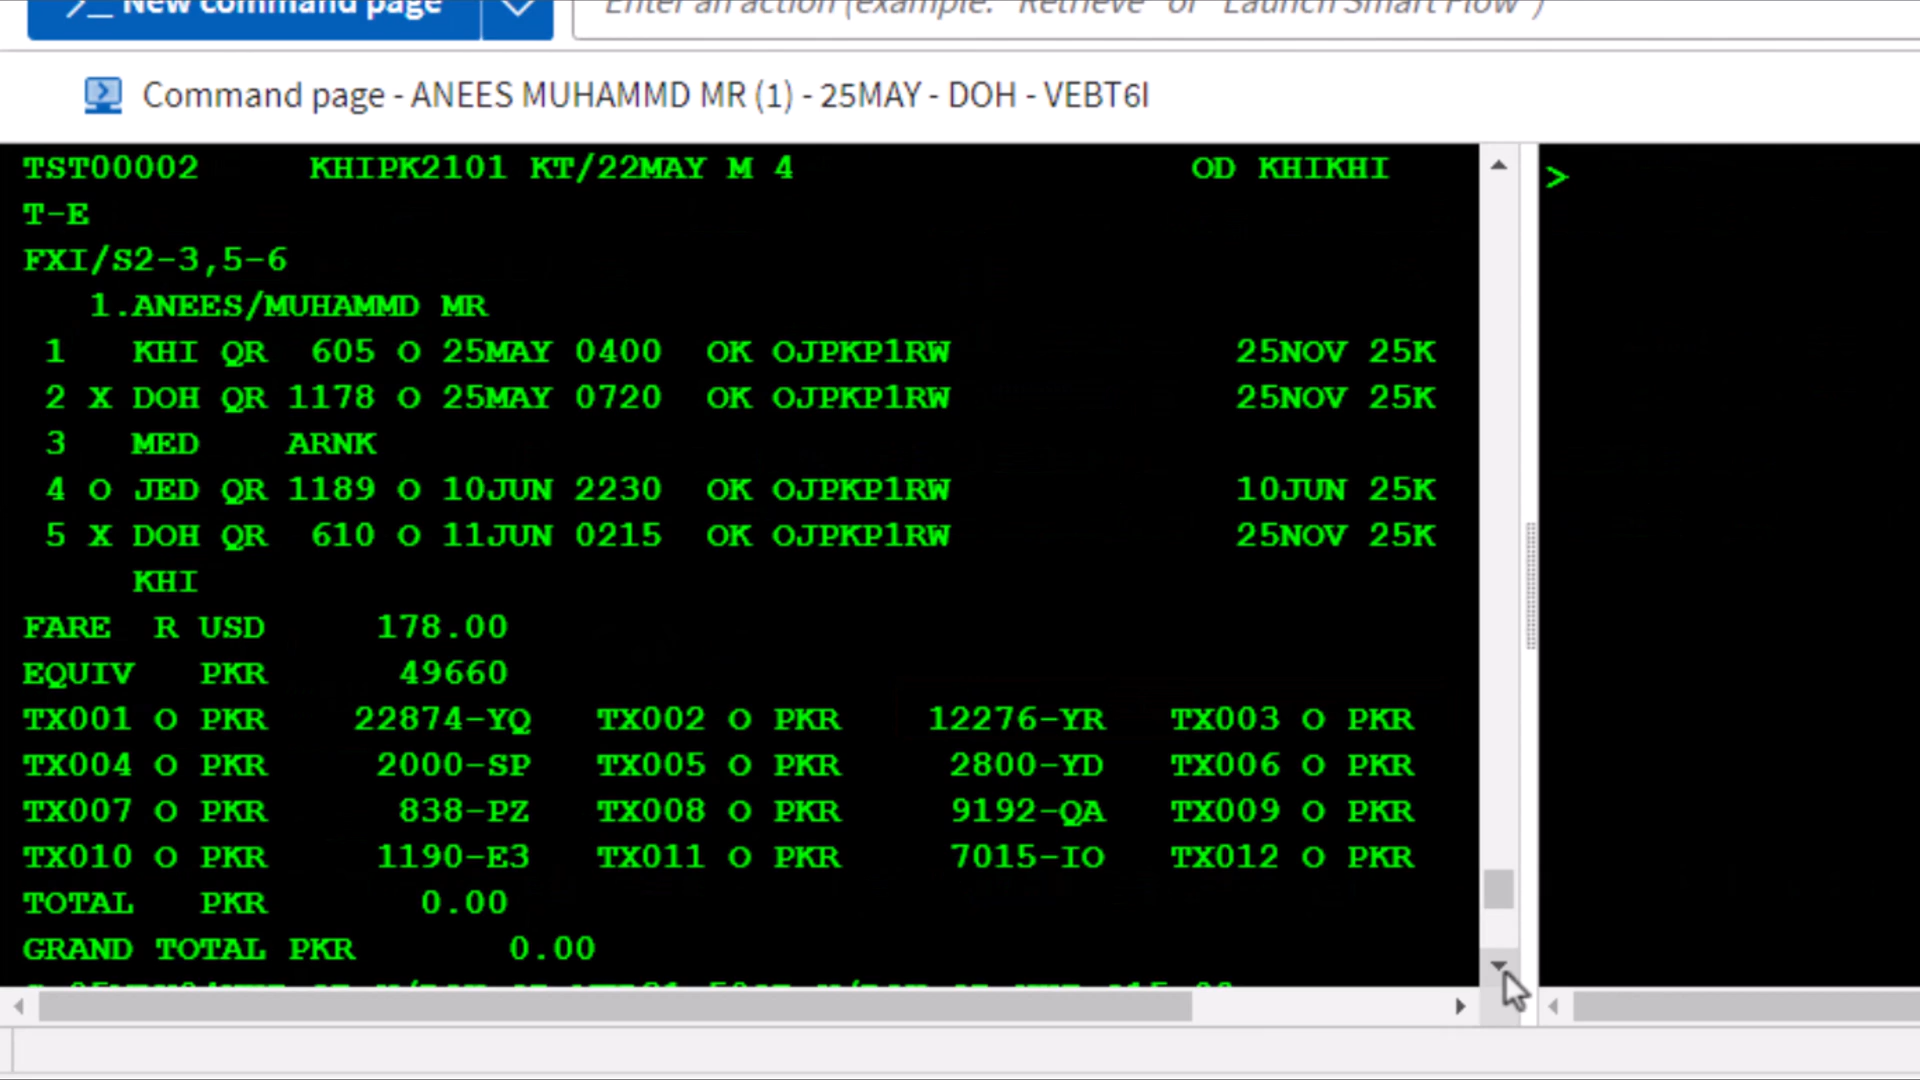 New command page Enter an action (example: "Retrieve" or "Launch Smart Flow")
Command page - ANEES MUHAMMD MR (1) - 25MAY - DOH - VEBT6I
TST00002 KHIPK2101 KT/22MAY M 4 OD KHIKHI
>
T-E
FXI/S2-3,5-6
1.ANEES/MUHAMMD MR
1 KHI QR 605 O 25MAY 0400 OK OJPKP1RW 25NOV 25K
2 X DOH QR 1178 O 25MAY 0720 OK OJPKP1RW 25NOV 25K
3 MED ARNK
4 O JED QR 1189 O 10JUN 2230 OK OJPKP1RW 10JUN 25K
5 X DOH QR 610 O 11JUN 0215 OK OJPKP1RW 25NOV 25K
KHI
FARE R USD 178.00
EQUIV PKR 49660
TX001 O PKR 22874-YQ TX002 O PKR 12276-YR TX003 O PKR
TX004 O PKR 2000-SP TX005 O PKR 2800-YD TX006 O PKR
TX007 O PKR 838-PZ TX008 O PKR 9192-QA TX009 O PKR
TX010 O PKR 1190-E3 TX011 O PKR 7015-IO TX012 O PKR
TOTAL PKR 0.00
GRAND TOTAL PKR 0.00